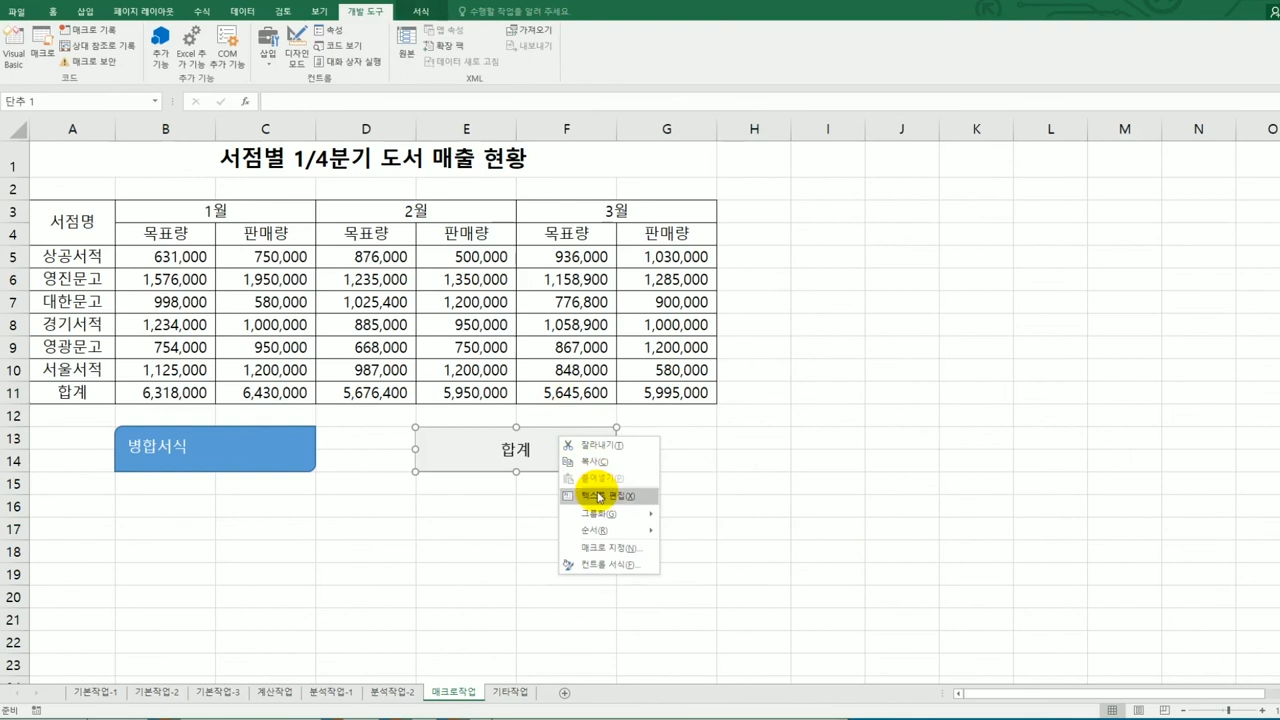 파일 홈 삽입 페이지 레이아웃 수식 데이터 검토 보기 개발 도구 서식 수행할 작업을 알려 주세요.
Visual Basic 매크로 매크로 기록 상대 참조로 기록 매크로 보안 코드
추가 기능 Excel 추가 기능 COM 추가 기능 추가 기능
삽입 디자인 모드 속성 코드 보기 대화 상자 실행 컨트롤
원본 맵 속성 확장 팩 데이터 새로 고침 가져오기 내보내기 XML
단추 1 fx
A B C D E F G H I J K L M N O
1 서점별 1/4분기 도서 매출 현황
2
3 서점명 1월 2월 3월
4 목표량 판매량 목표량 판매량 목표량 판매량
5 상공서적 631,000 750,000 876,000 500,000 936,000 1,030,000
6 영진문고 1,576,000 1,950,000 1,235,000 1,350,000 1,158,900 1,285,000
7 대한문고 998,000 580,000 1,025,400 1,200,000 776,800 900,000
8 경기서적 1,234,000 1,000,000 885,000 950,000 1,058,900 1,000,000
9 영광문고 754,000 950,000 668,000 750,000 867,000 1,200,000
10 서울서적 1,125,000 1,200,000 987,000 1,200,000 848,000 580,000
11 합계 6,318,000 6,430,000 5,676,400 5,950,000 5,645,600 5,995,000
12
13 병합서식 합계
14
15
16
17
18
19
20
21
22
23
잘라내기(T)
복사(C)
붙여넣기(P)
텍스트 편집(X)
그룹화(G)
순서(R)
매크로 지정(N)...
컨트롤 서식(F)...
기본작업-1 기본작업-2 기본작업-3 계산작업 분석작업-1 분석작업-2 매크로작업 기타작업
준비